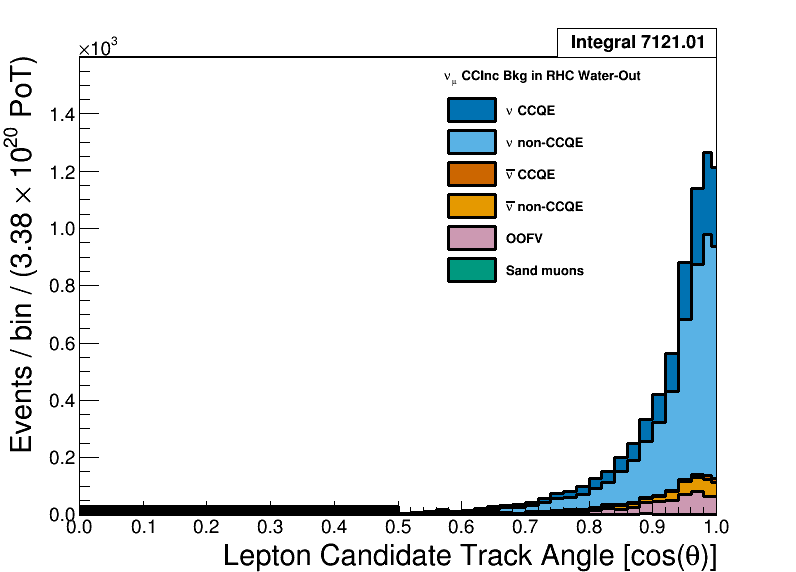 Integral 7121.01
×10³
ν_μ CCInc Bkg in RHC Water-Out
ν CCQE
ν non-CCQE
ν̅ CCQE
ν̅ non-CCQE
OOFV
Sand muons
Events / bin / (3.38 × 10²⁰ PoT)
1.4
1.2
1.0
0.8
0.6
0.4
0.2
0.0
0.0 0.1 0.2 0.3 0.4 0.5 0.6 0.7 0.8 0.9 1.0
Lepton Candidate Track Angle [cos(θ)]